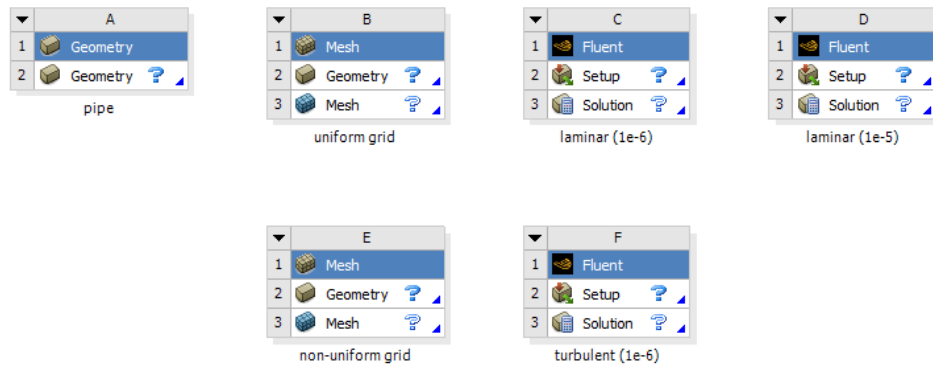 A
1 Geometry
2 Geometry ?
pipe
B
1 Mesh
2 Geometry ?
3 Mesh ?
uniform grid
C
1 Fluent
2 Setup ?
3 Solution ?
laminar (1e-6)
D
1 Fluent
2 Setup ?
3 Solution ?
laminar (1e-5)
E
1 Mesh
2 Geometry ?
3 Mesh ?
non-uniform grid
F
1 Fluent
2 Setup ?
3 Solution ?
turbulent (1e-6)